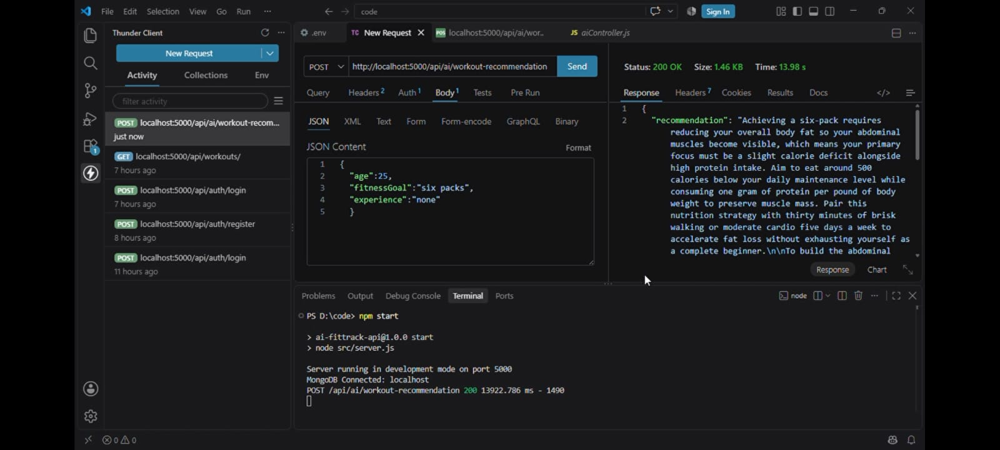 File Edit Selection View Go Run ···
code
Sign In
Thunder Client
New Request
Activity Collections Env
filter activity
POST localhost:5000/api/ai/workout-recom...
just now
GET localhost:5000/api/workouts/
7 hours ago
POST localhost:5000/api/auth/login
7 hours ago
POST localhost:5000/api/auth/register
8 hours ago
POST localhost:5000/api/auth/login
11 hours ago
1
.env TC New Request POS localhost:5000/api/ai/wor.. JS aiController.js
POST http://localhost:5000/api/ai/workout-recommendation Send
Query Headers 2 Auth 1 Body 1 Tests Pre Run
JSON XML Text Form Form-encode GraphQL Binary
JSON Content Format
1 {
2 "age":25,
3 "fitnessGoal":"six packs",
4 "experience":"none"
5 }
Status: 200 OK Size: 1.46 KB Time: 13.98 s
Response Headers 7 Cookies Results Docs </>
1 {
2 "recommendation": "Achieving a six-pack requires
reducing your overall body fat so your abdominal
muscles become visible, which means your primary
focus must be a slight calorie deficit alongside
high protein intake. Aim to eat around 500
calories below your daily maintenance level while
consuming one gram of protein per pound of body
weight to preserve muscle mass. Pair this
nutrition strategy with thirty minutes of brisk
walking or moderate cardio five days a week to
accelerate fat loss without exhausting yourself as
a complete beginner.\n\nTo build the abdominal
Response Chart
Problems Output Debug Console Terminal Ports
node
PS D:\code> npm start
> ai-fittrack-api@1.0.0 start
> node src/server.js
Server running in development mode on port 5000
MongoDB Connected: localhost
POST /api/ai/workout-recommendation 200 13922.786 ms - 1490
0 0